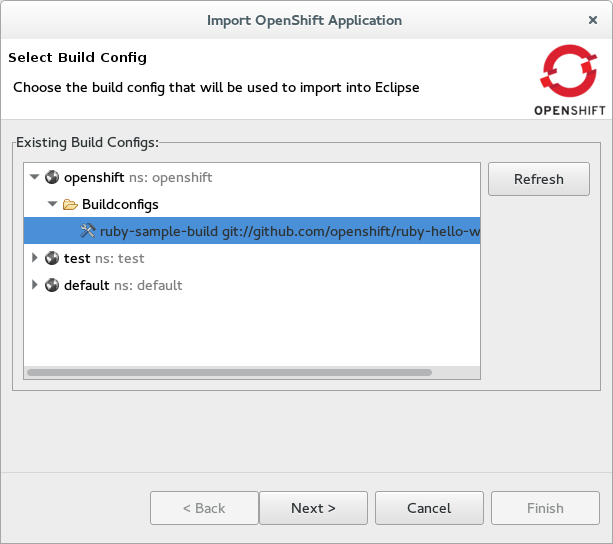 Import OpenShift Application
Select Build Config
Choose the build config that will be used to import into Eclipse
OPENSHIFT
Existing Build Configs:
openshift ns: openshift
Refresh
Buildconfigs
ruby-sample-build git://github.com/openshift/ruby-hello-w
test ns: test
default ns: default
< Back
Next >
Cancel
Finish